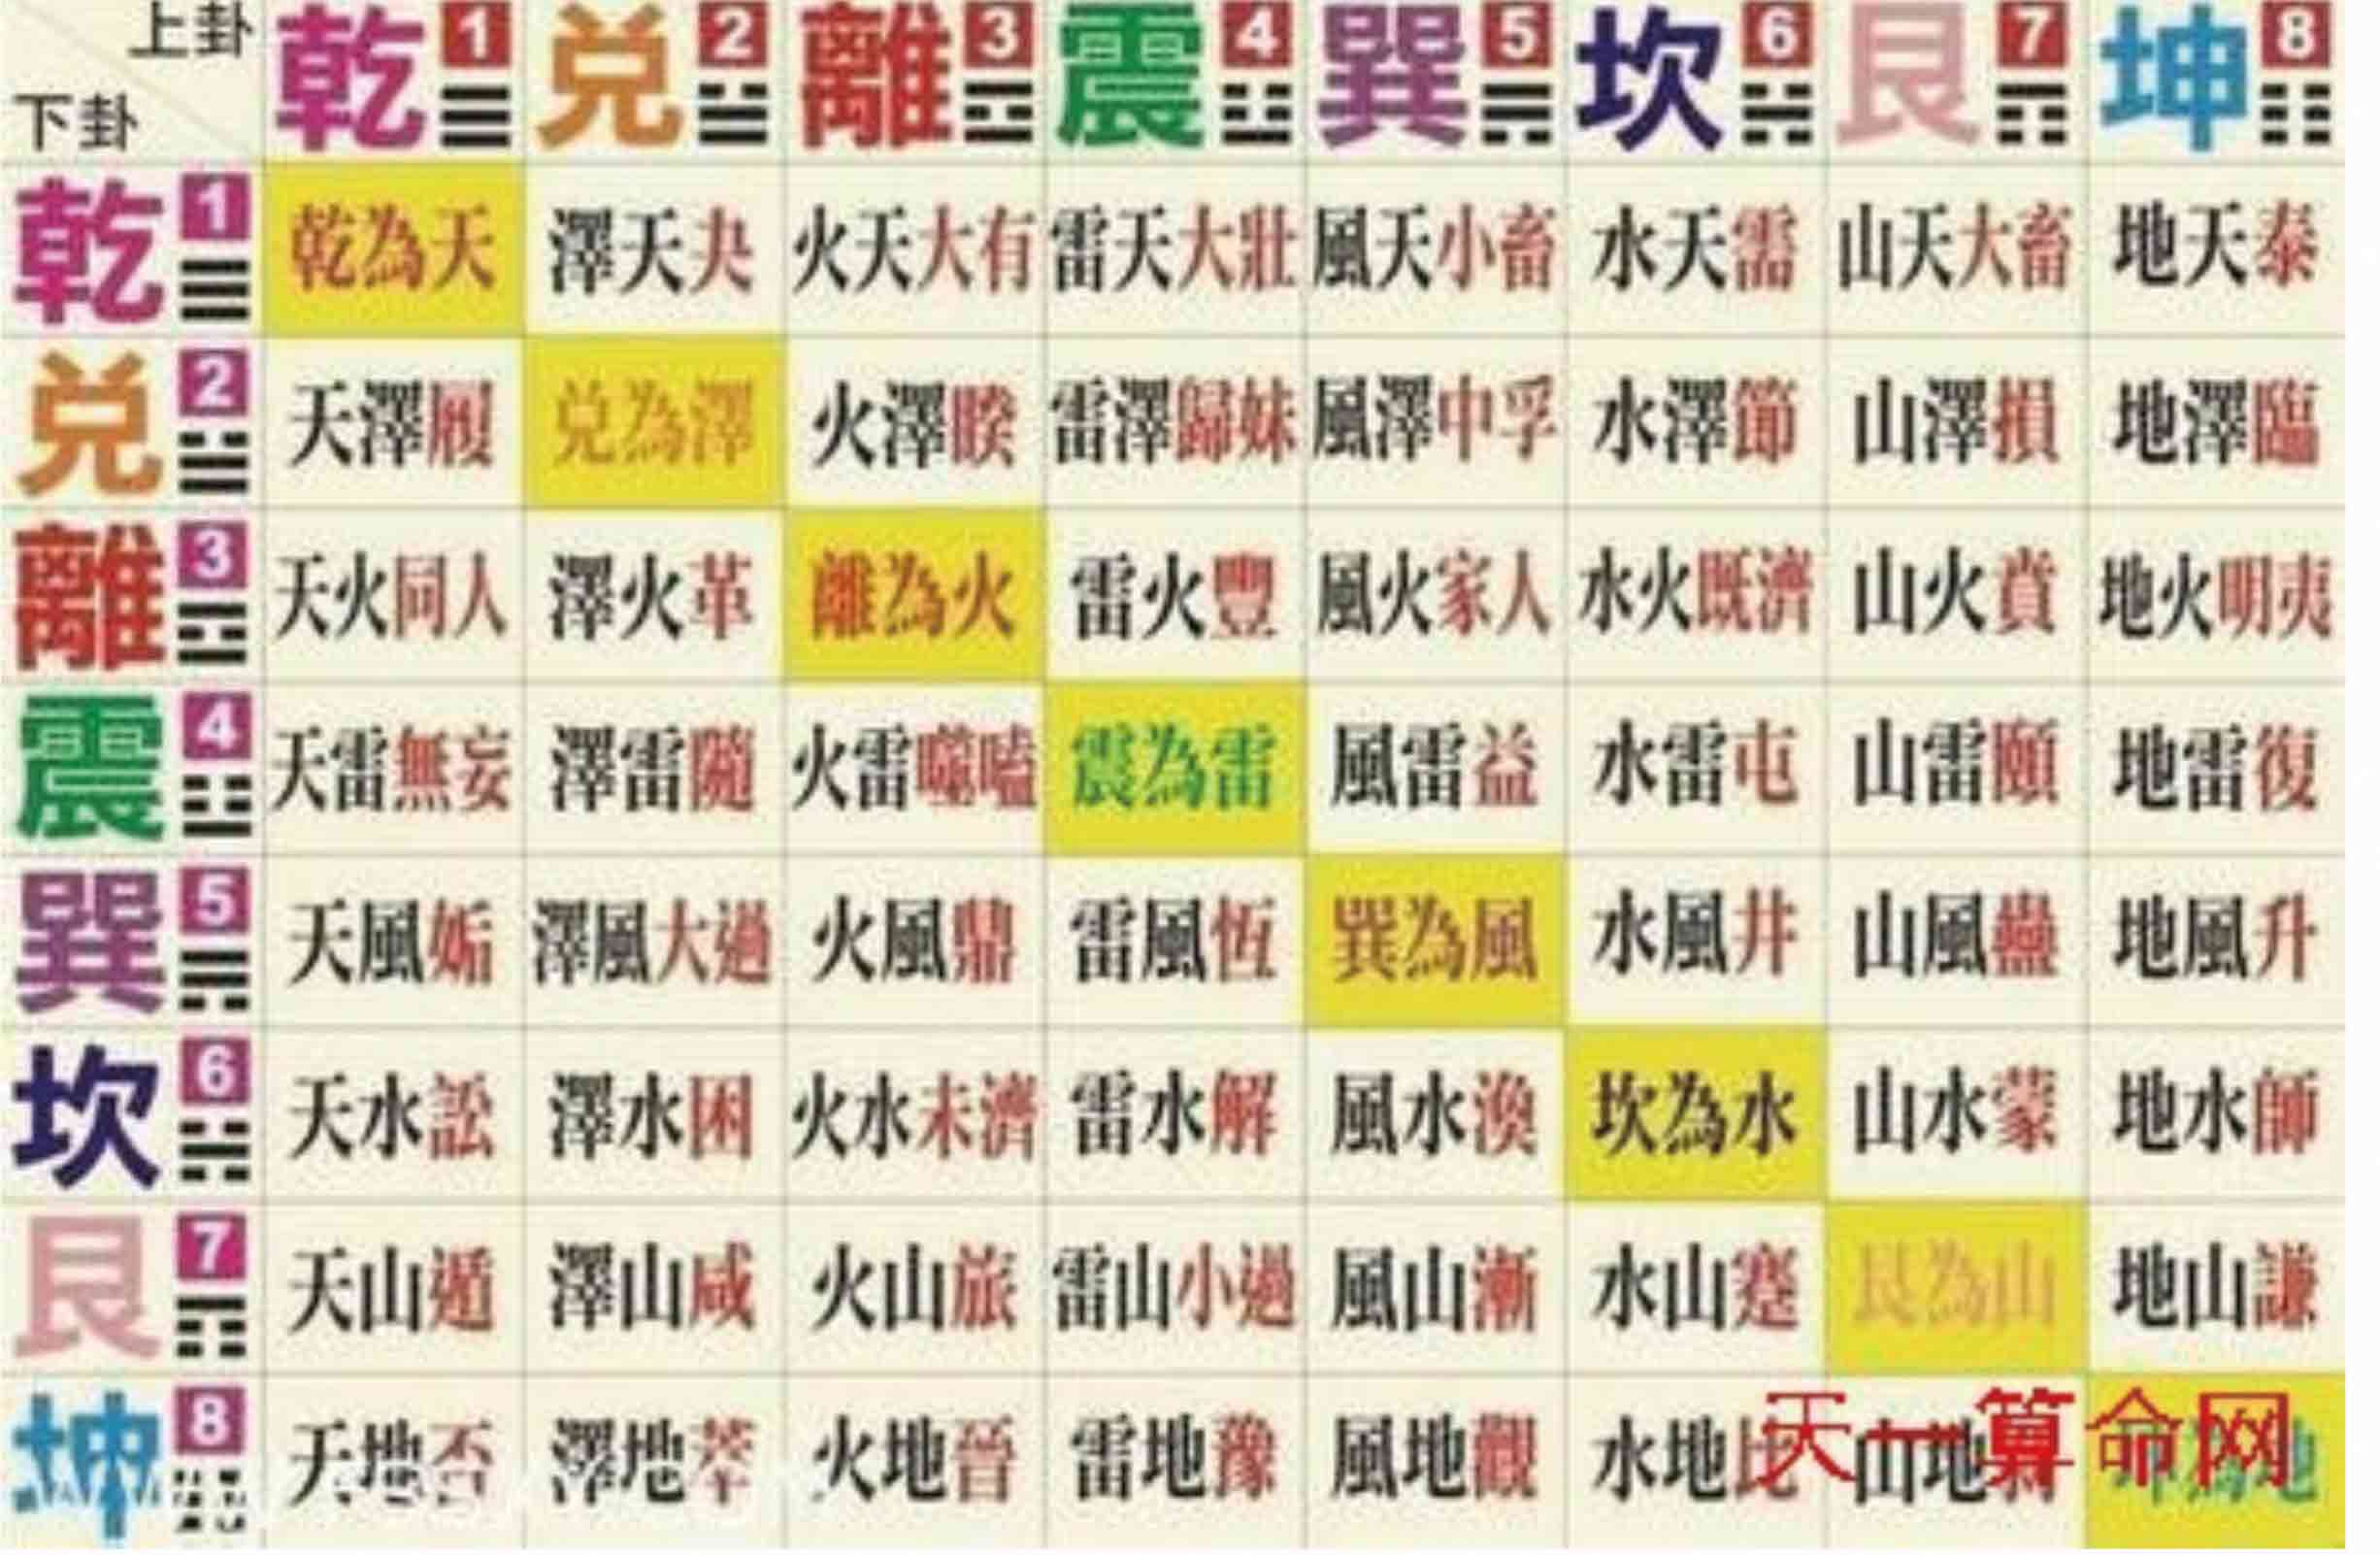 上卦 乾 1 兑 2 離 3 震 4 巽 5 坎 6 艮 7 坤 8
下卦
乾 1 乾為天 澤天夬 火天大有 雷天大壯 風天小畜 水天需 山天大畜 地天泰
兑 2 天澤履 兑為澤 火澤睽 雷澤歸妹 風澤中孚 水澤節 山澤損 地澤臨
離 3 天火同人 澤火革 離為火 雷火豐 風火家人 水火既濟 山火賁 地火明夷
震 4 天雷無妄 澤雷隨 火雷噬嗑 震為雷 風雷益 水雷屯 山雷頤 地雷復
巽 5 天風姤 澤風大過 火風鼎 雷風恆 巽為風 水風井 山風蠱 地風升
坎 6 天水訟 澤水困 火水未濟 雷水解 風水渙 坎為水 山水蒙 地水師
艮 7 天山遁 澤山咸 火山旅 雷山小過 風山漸 水山蹇 艮為山 地山謙
坤 8 天地否 澤地萃 火地晉 雷地豫 風地觀 水地比 山地 為地
天一算命网